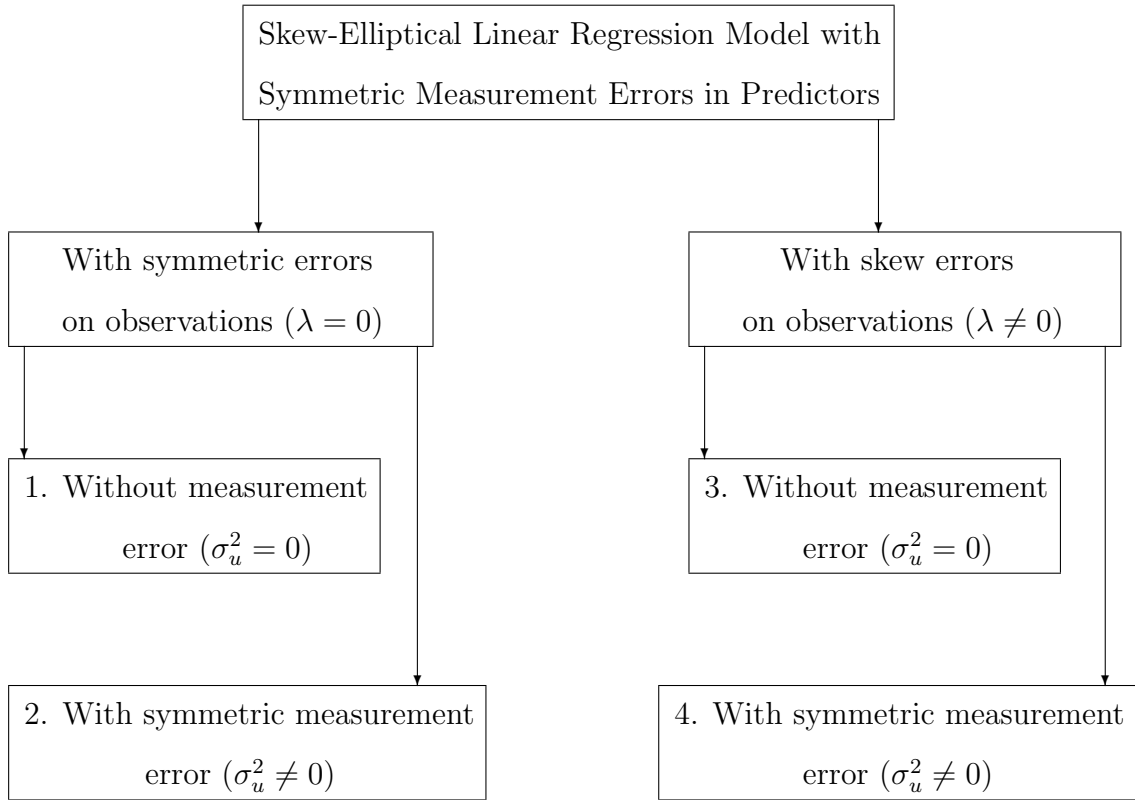 Skew-Elliptical Linear Regression Model with
Symmetric Measurement Errors in Predictors
With symmetric errors
on observations (λ = 0)
With skew errors
on observations (λ ≠ 0)
1. Without measurement
error (σ_u^2 = 0)
3. Without measurement
error (σ_u^2 = 0)
2. With symmetric measurement
error (σ_u^2 ≠ 0)
4. With symmetric measurement
error (σ_u^2 ≠ 0)